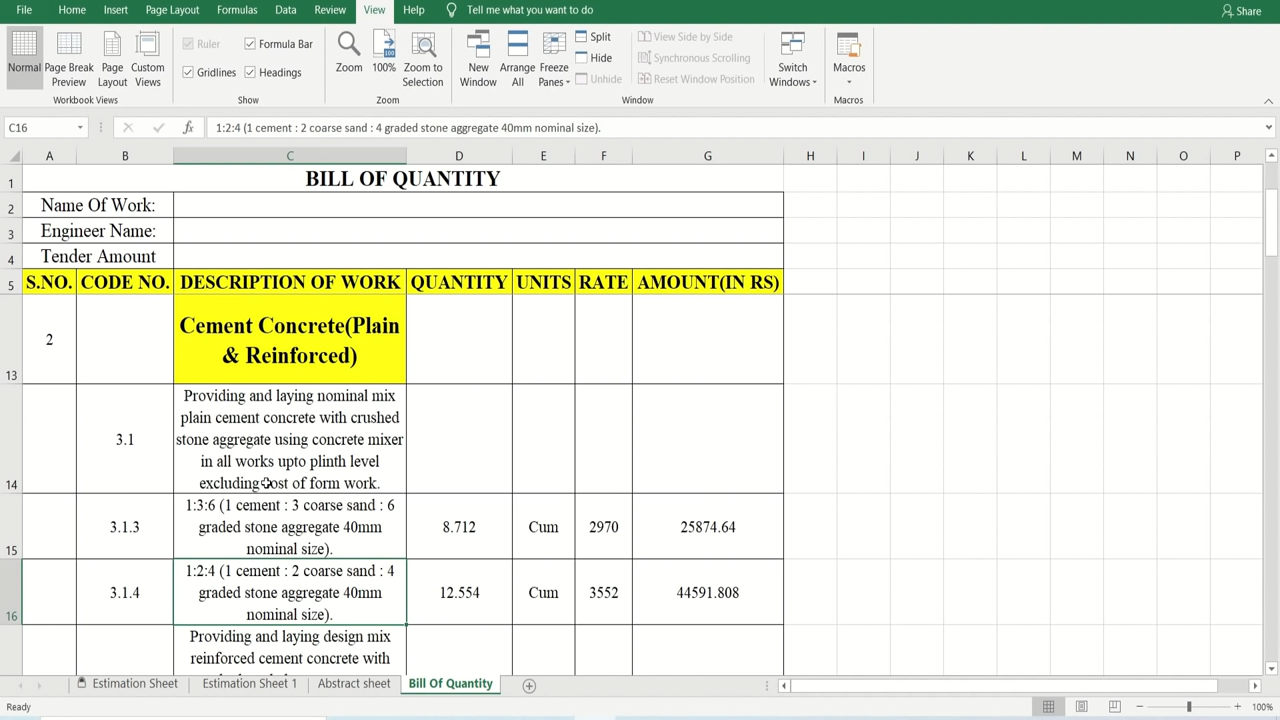 File Home Insert Page Layout Formulas Data Review View Help Tell me what you want to do Share
Normal Page Break Preview Page Layout Custom Views
Workbook Views
Ruler Formula Bar
Gridlines Headings
Show
Zoom 100% Zoom to Selection
Zoom
New Window Arrange All Freeze Panes
Split
Hide
Unhide
View Side by Side
Synchronous Scrolling
Reset Window Position
Switch Windows
Window
Macros
Macros
C16 fx 1:2:4 (1 cement : 2 coarse sand : 4 graded stone aggregate 40mm nominal size).
A B C D E F G H I J K L M N O P
1 BILL OF QUANTITY
2 Name Of Work:
3 Engineer Name:
4 Tender Amount
5 S.NO. CODE NO. DESCRIPTION OF WORK QUANTITY UNITS RATE AMOUNT(IN RS)
Cement Concrete(Plain
2
& Reinforced)
13
Providing and laying nominal mix
plain cement concrete with crushed
3.1 stone aggregate using concrete mixer
in all works upto plinth level
14 excluding cost of form work.
1:3:6 (1 cement : 3 coarse sand : 6
3.1.3 graded stone aggregate 40mm 8.712 Cum 2970 25874.64
15 nominal size).
1:2:4 (1 cement : 2 coarse sand : 4
3.1.4 graded stone aggregate 40mm 12.554 Cum 3552 44591.808
16 nominal size).
Providing and laying design mix
reinforced cement concrete with
Estimation Sheet Estimation Sheet 1 Abstract sheet Bill Of Quantity
Ready 100%